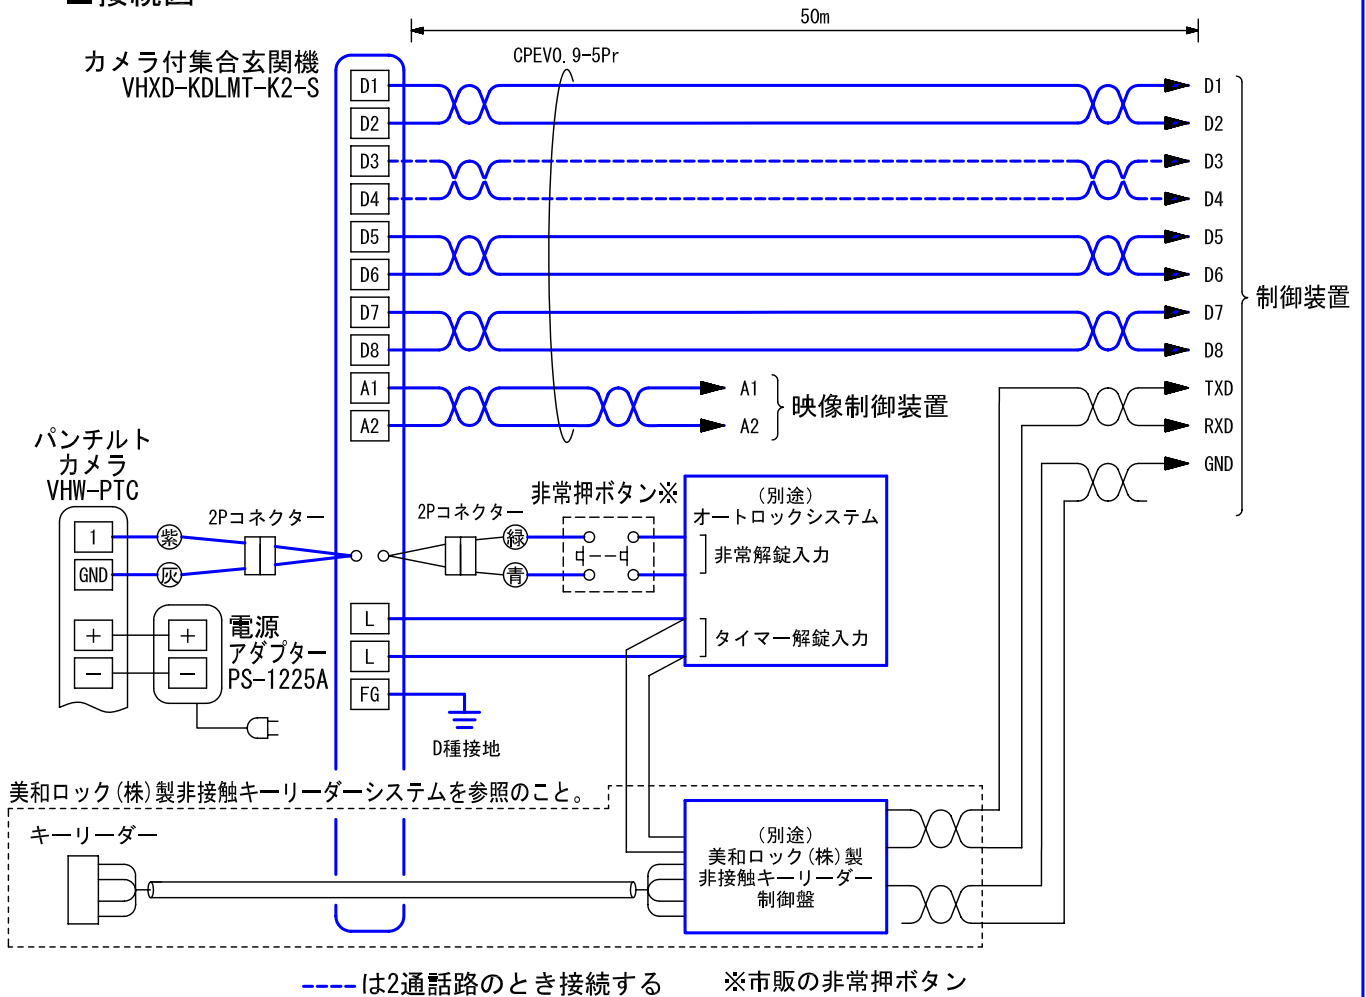 ■接続図
50m
カメラ付集合玄関機
VHXD-KDLMT-K2-S
CPEV0.9-5Pr
D1
D2
D3
D4
D5
D6
D7
D8
A1
A2
D1
D2
D3
D4
D5
D6
D7
D8
TXD
RXD
GND
制御装置
A1
A2
映像制御装置
パンチルト
カメラ
VHW-PTC
1
GND
+
−
紫
灰
2Pコネクター
+
−
電源
アダプター
PS-1225A
2Pコネクター
緑
青
非常押ボタン※
(別途)
オートロックシステム
非常解錠入力
タイマー解錠入力
L
L
FG
D種接地
美和ロック(株)製非接触キーリーダーシステムを参照のこと。
キーリーダー
(別途)
美和ロック(株)製
非接触キーリーダー
制御盤
----は2通話路のとき接続する
※市販の非常押ボタン